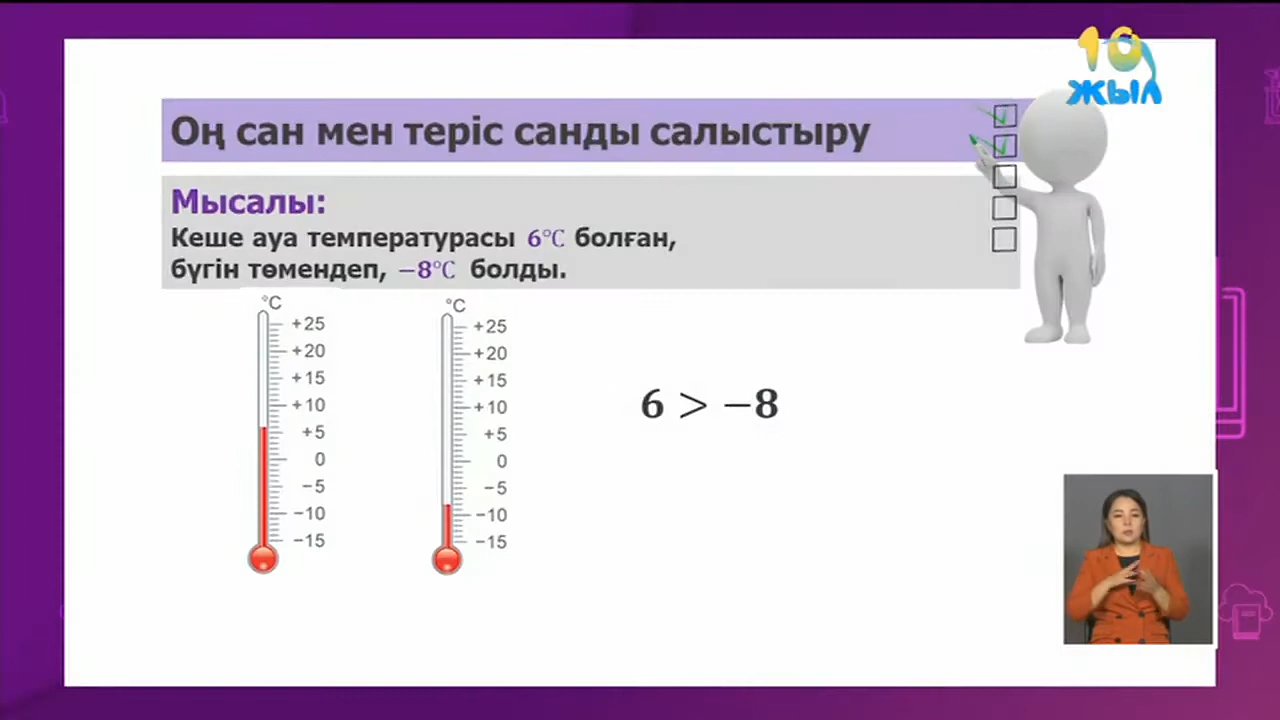 10
жыл
Оң сан мен теріс санды салыстыру
Мысалы:
Кеше ауа температурасы 6℃ болған,
бүгін төмендеп, −8℃ болды.
°C
+25
+20
+15
+10
+5
0
−5
−10
−15
°C
+25
+20
+15
+10
+5
0
−5
−10
−15
6 > −8